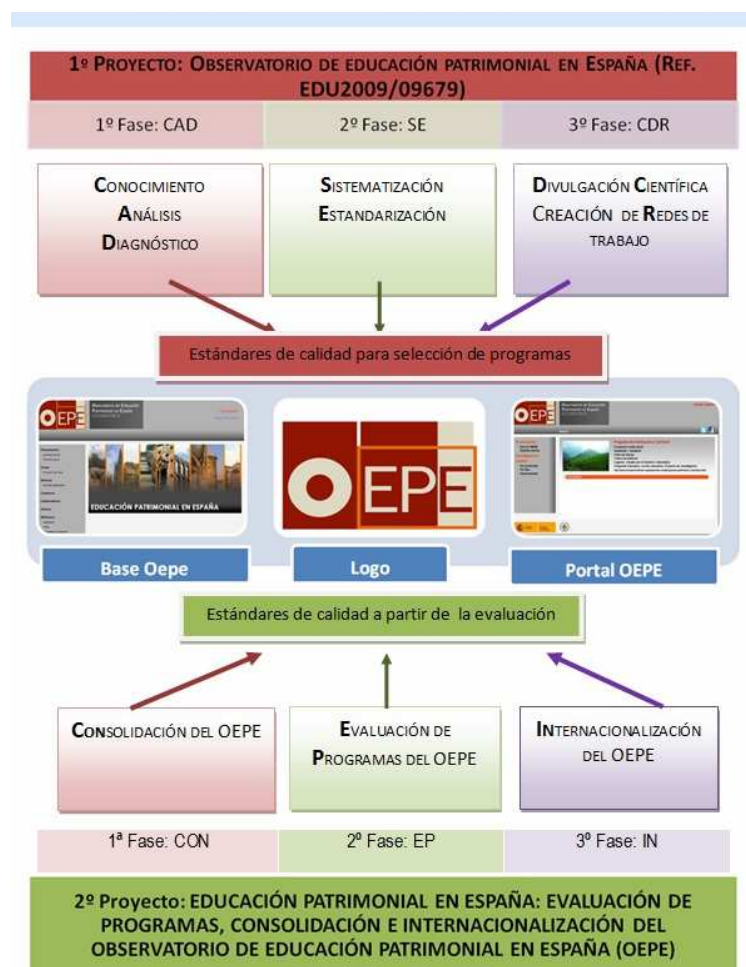 1º PROYECTO: OBSERVATORIO DE EDUCACIÓN PATRIMONIAL EN ESPAÑA (REF.
EDU2009/09679)
1º Fase: CAD
2º Fase: SE
3º Fase: CDR
CONOCIMIENTO
ANÁLISIS
DIAGNÓSTICO
SISTEMATIZACIÓN
ESTANDARIZACIÓN
DIVULGACIÓN CIENTÍFICA
CREACIÓN DE REDES DE
TRABAJO
Estándares de calidad para selección de programas
OEPE
EDUCACIÓN PATRIMONIAL EN ESPAÑA
OEPE
OEPE
Base Oepe
Logo
Portal OEPE
Estándares de calidad a partir de la evaluación
CONSOLIDACIÓN DEL OEPE
EVALUACIÓN DE
PROGRAMAS DEL OEPE
INTERNACIONALIZACIÓN
DEL OEPE
1ª Fase: CON
2º Fase: EP
3º Fase: IN
2º Proyecto: EDUCACIÓN PATRIMONIAL EN ESPAÑA: EVALUACIÓN DE
PROGRAMAS, CONSOLIDACIÓN E INTERNACIONALIZACIÓN DEL
OBSERVATORIO DE EDUCACIÓN PATRIMONIAL EN ESPAÑA (OEPE)